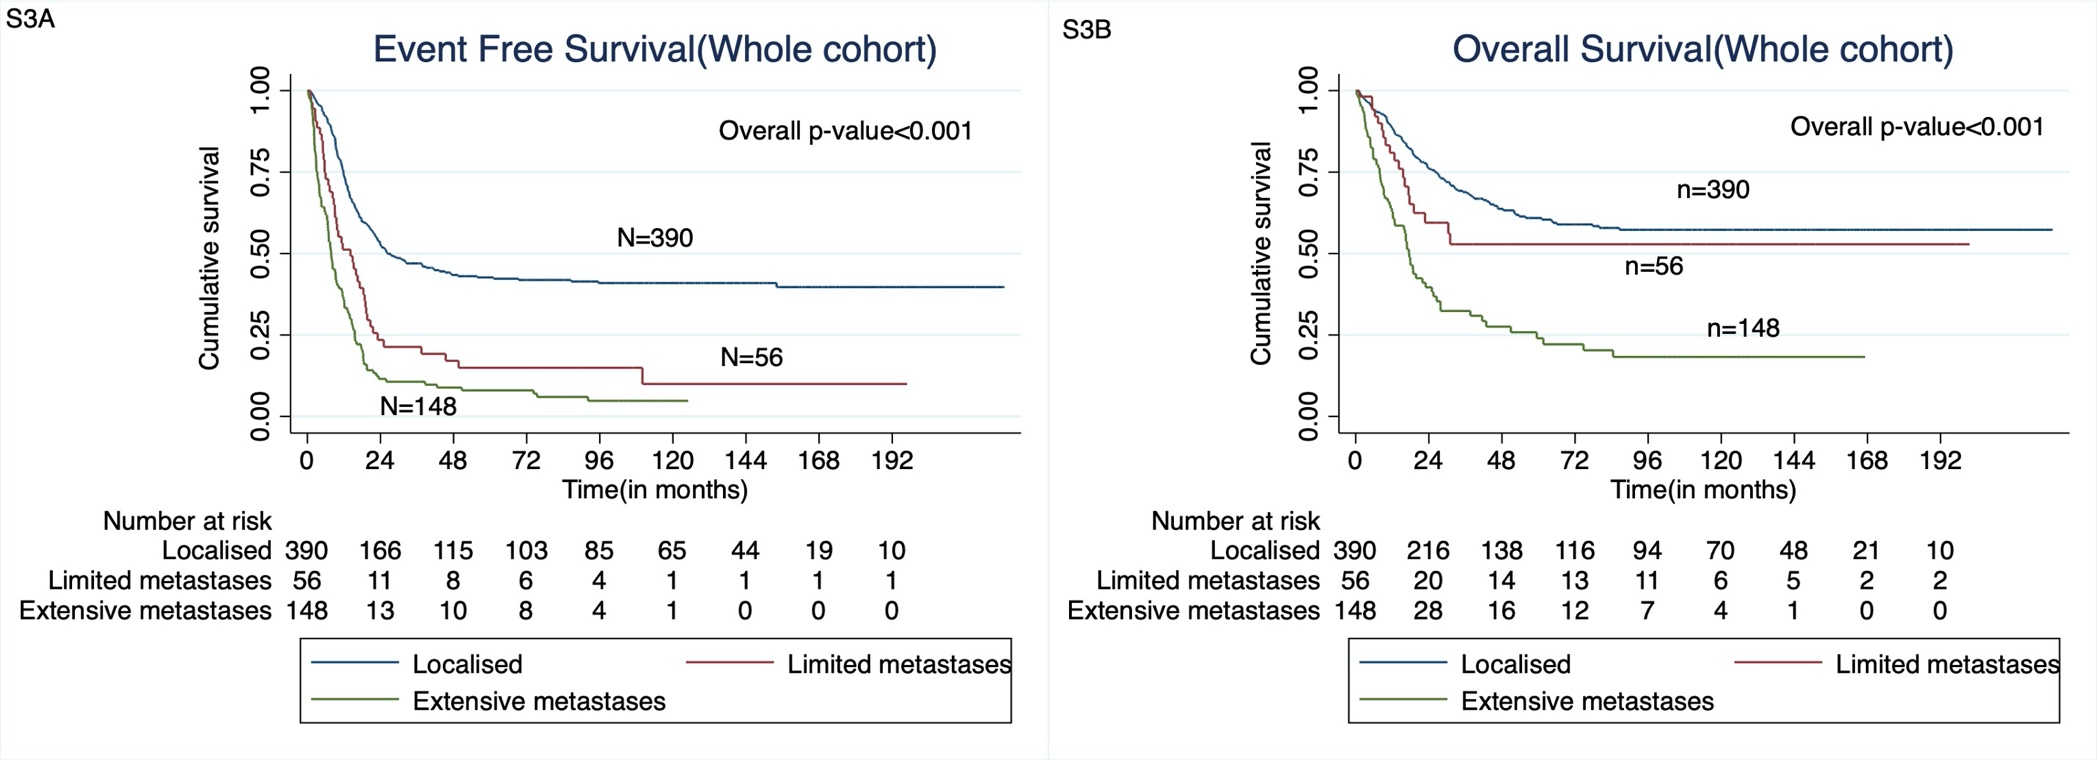 S3A
Event Free Survival(Whole cohort)
Overall p-value<0.001
Cumulative survival
1.00
0.75
0.50
0.25
0.00
N=390
N=56
N=148
0 24 48 72 96 120 144 168 192
Time(in months)
Number at risk
Localised 390 166 115 103 85 65 44 19 10
Limited metastases 56 11 8 6 4 1 1 1 1
Extensive metastases 148 13 10 8 4 1 0 0 0
Localised Limited metastases
Extensive metastases
S3B
Overall Survival(Whole cohort)
Overall p-value<0.001
Cumulative survival
1.00
0.75
0.50
0.25
0.00
n=390
n=56
n=148
0 24 48 72 96 120 144 168 192
Time(in months)
Number at risk
Localised 390 216 138 116 94 70 48 21 10
Limited metastases 56 20 14 13 11 6 5 2 2
Extensive metastases 148 28 16 12 7 4 1 0 0
Localised Limited metastases
Extensive metastases